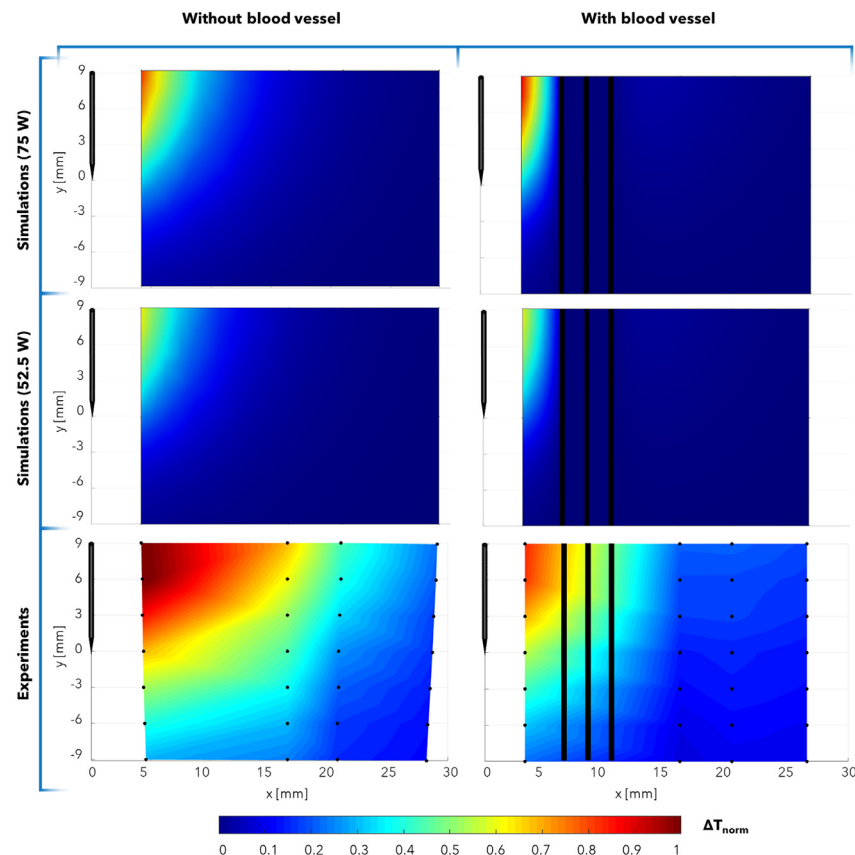 Without blood vessel
With blood vessel
Simulations (75 W)
y [mm]
9
6
3
0
-3
-6
-9
Simulations (52.5 W)
y [mm]
9
6
3
0
-3
-6
-9
Experiments
y [mm]
9
6
3
0
-3
-6
-9
0 5 10 15 20 25 30
x [mm]
0 5 10 15 20 25 30
x [mm]
ΔTnorm
0 0.1 0.2 0.3 0.4 0.5 0.6 0.7 0.8 0.9 1